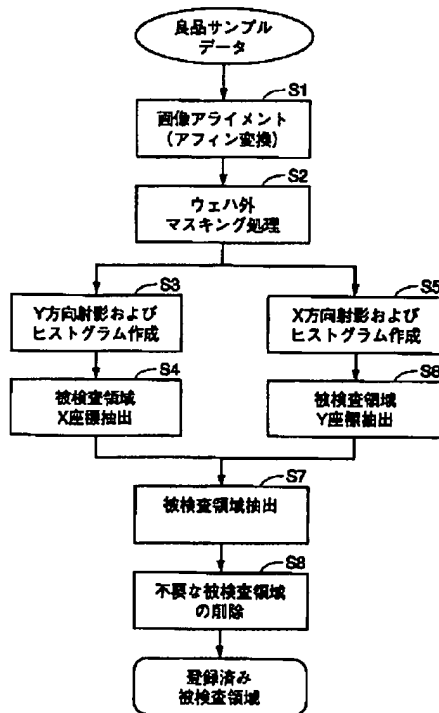 良品サンプル
データ
S1
画像アライメント
(アフィン変換)
S2
ウェハ外
マスキング処理
S3
Y方向射影および
ヒストグラム作成
S5
X方向射影および
ヒストグラム作成
S4
被検査領域
X座標抽出
S6
被検査領域
Y座標抽出
S7
被検査領域抽出
S8
不要な被検査領域
の削除
登録済み
被検査領域